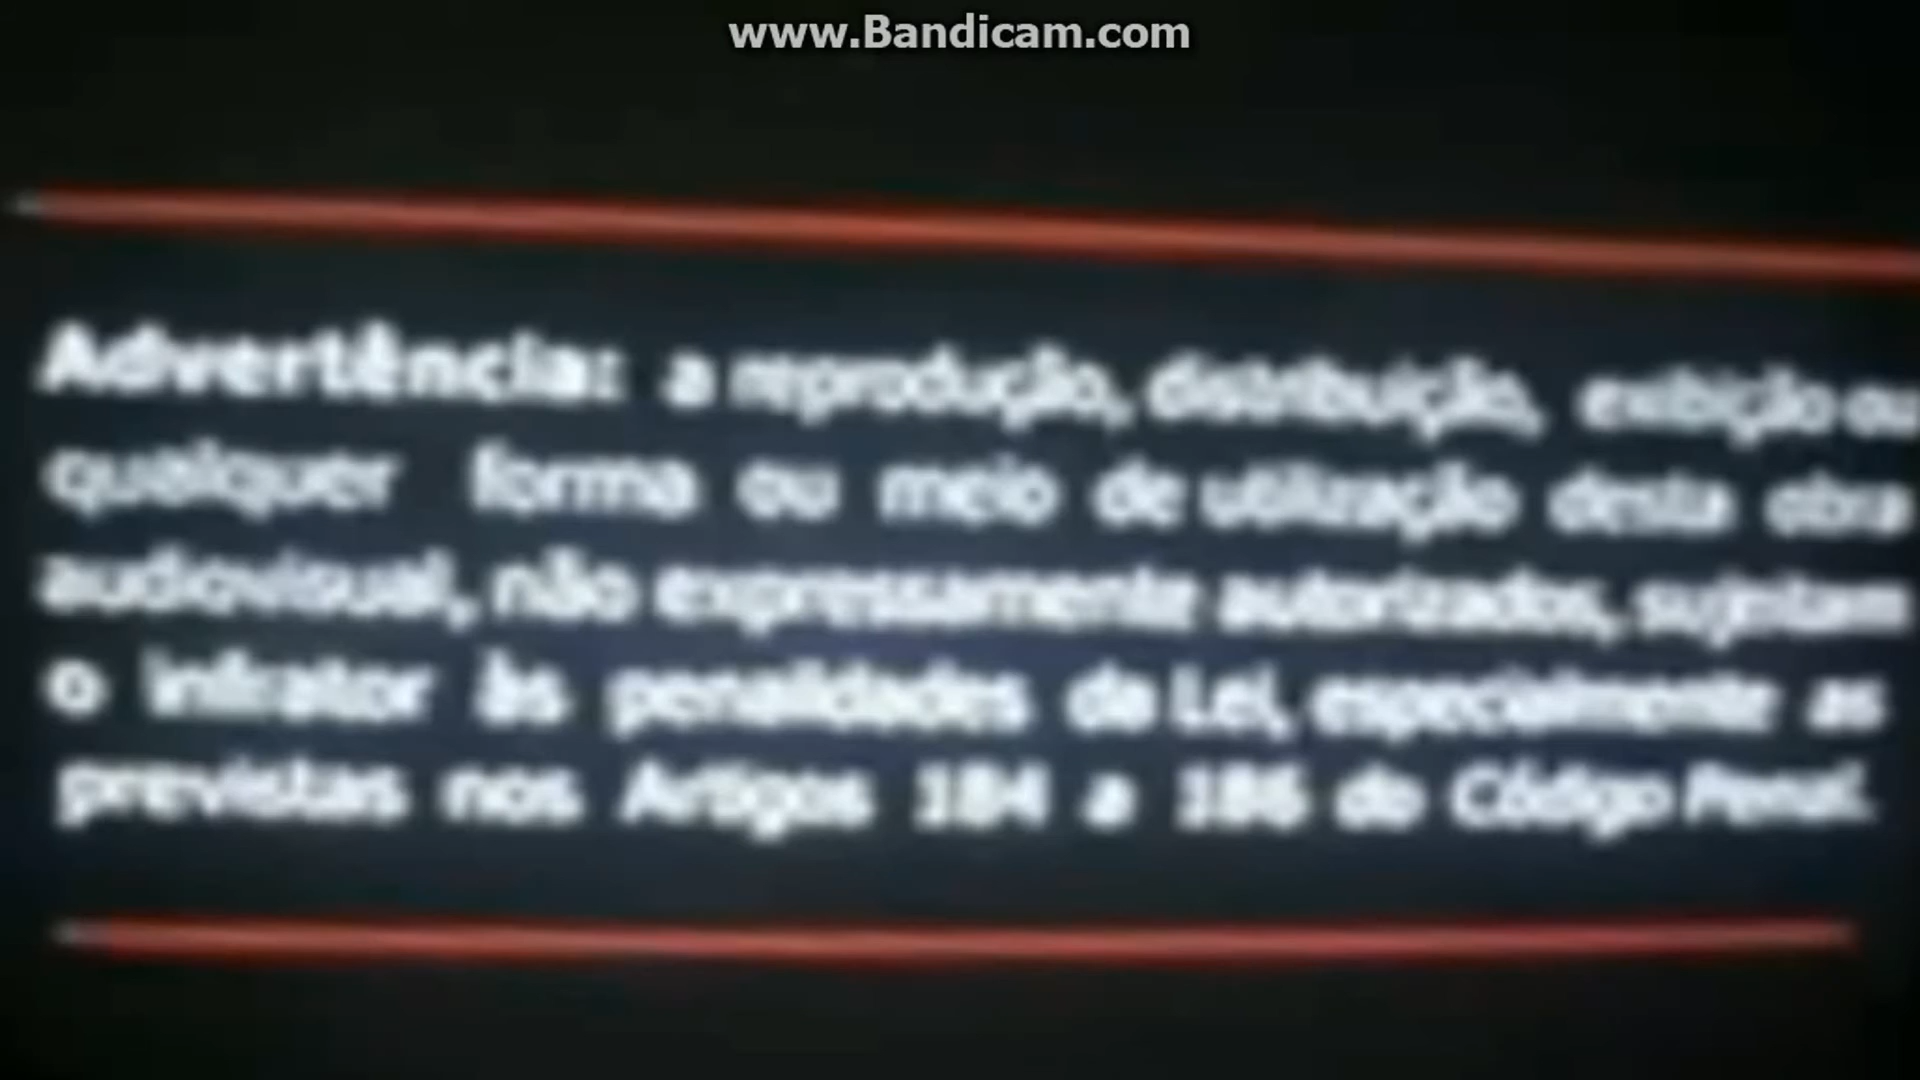 www.Bandicam.com
Advertência: a reprodução, distribuição, exibição ou
qualquer forma ou meio de utilização desta obra
audiovisual, não expressamente autorizados, sujeitam
o infrator às penalidades da Lei, especialmente as
previstas nos Artigos 184 e 186 do Código Penal.